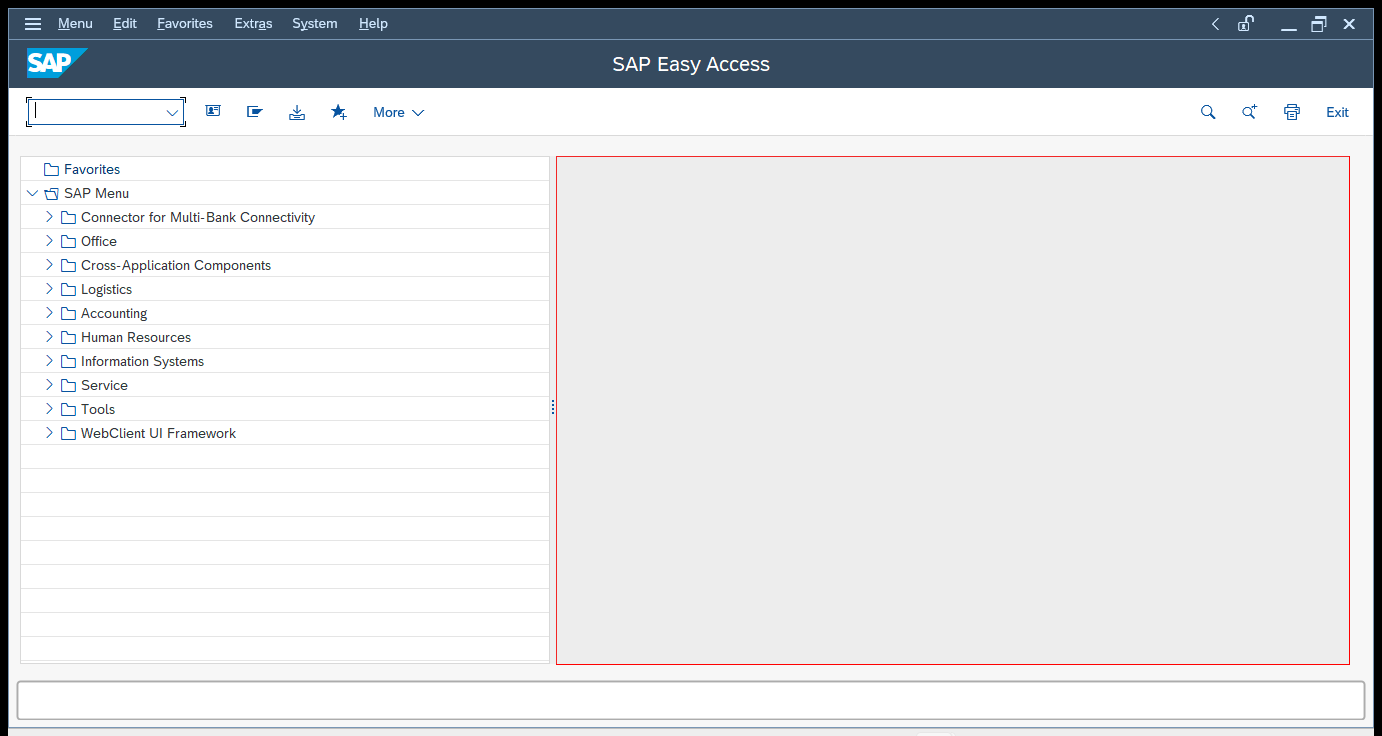 Menu Edit Favorites Extras System Help
SAP
SAP Easy Access
More Exit
Favorites
SAP Menu
Connector for Multi-Bank Connectivity
Office
Cross-Application Components
Logistics
Accounting
Human Resources
Information Systems
Service
Tools
WebClient UI Framework